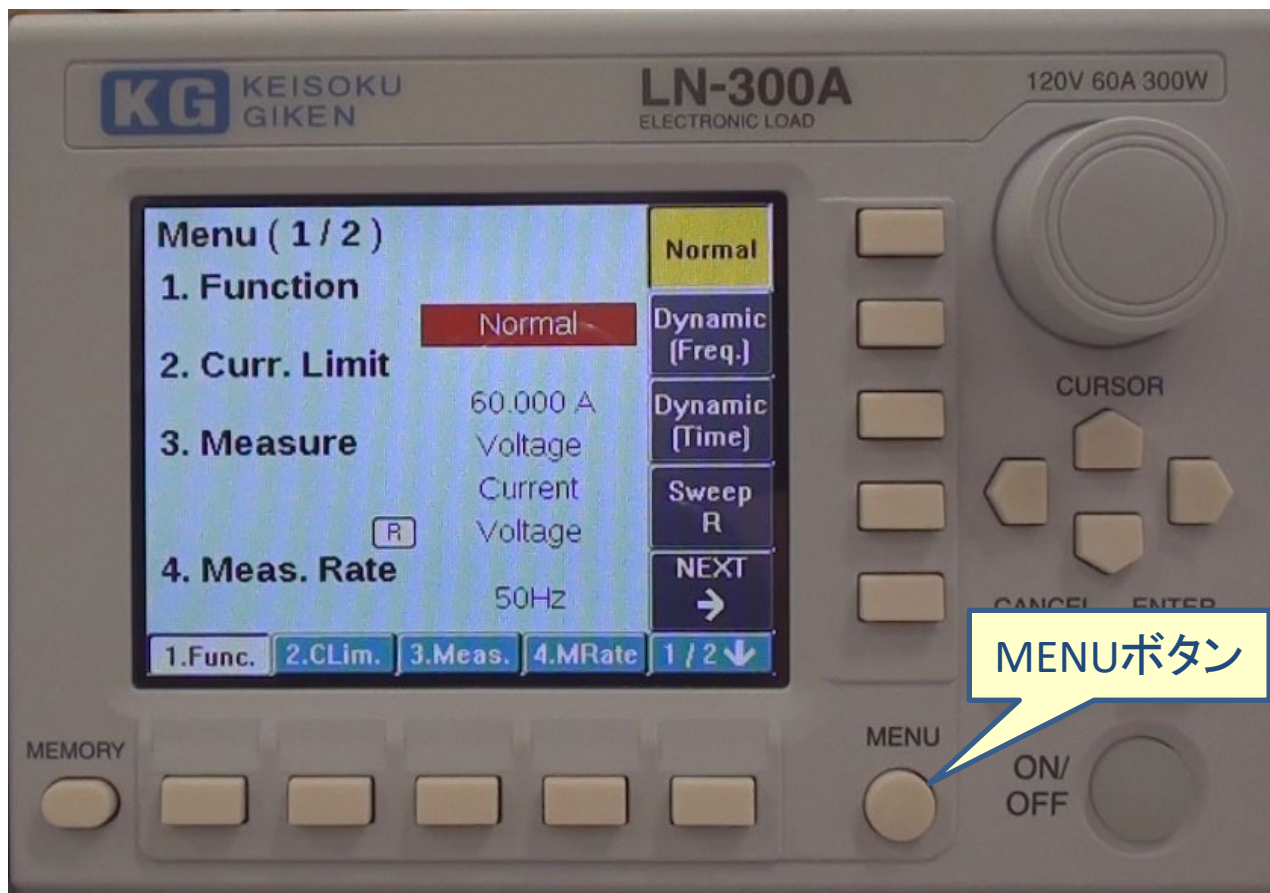 KG KEISOKU GIKEN
LN-300A
ELECTRONIC LOAD
120V 60A 300W
Menu ( 1 / 2 )
1. Function
Normal
2. Curr. Limit
60.000 A
3. Measure
Voltage
Current
R Voltage
4. Meas. Rate
50Hz
Normal
Dynamic
(Freq.)
Dynamic
(Time)
Sweep
R
NEXT
→
1.Func. 2.CLim. 3.Meas. 4.MRate 1 / 2 ↓
CURSOR
CANCEL ENTER
MENUボタン
MEMORY
MENU
ON/
OFF